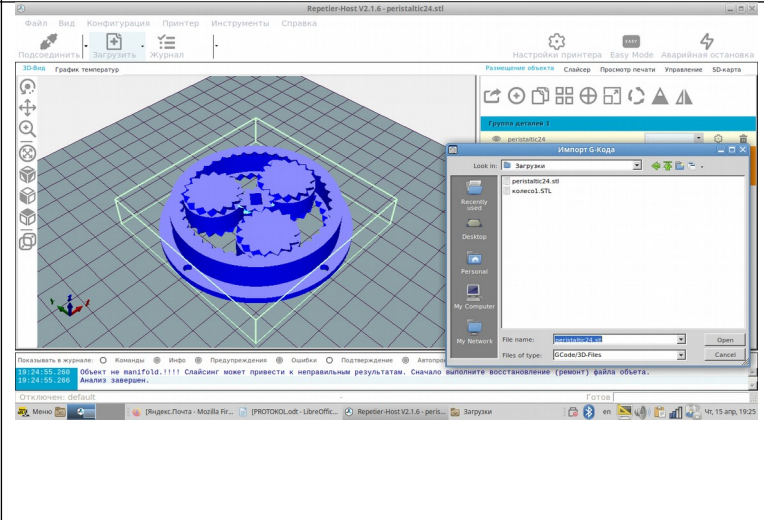 Repetier-Host V2.1.6 - peristaltic24.stl
Файл Вид Конфигурация Принтер Инструменты Справка
Подсоединить Загрузить Журнал Настройки принтера Easy Mode Аварийная остановка
EASY
3D-Вид График температур Размещение объекта Слайсер Просмотр печати Управление SD-карта
Группа деталей 1
peristaltic24
Импорт G-Кода
Look in: Загрузки
peristaltic24.stl
колесо1.STL
Recently used
Desktop
Personal
My Computer
My Network
File name: peristaltic24.stl Open
Files of type: GCode/3D-Files Cancel
Показывать в журнале: Команды Инфо Предупреждения Ошибки Подтверждение Автопрок
19:24:55.260 Объект не manifold.!!!! Слайсинг может привести к неправильным результатам. Сначало выполните восстановление (ремонт) файла объета.
19:24:55.266 Анализ завершен.
Отключен: default - Готов
Меню [Яндекс.Почта - Mozilla Fir... [PROTOKOL.odt - LibreOffic... Repetier-Host V2.1.6 - peris... Загрузки en Чт, 15 апр, 19:25